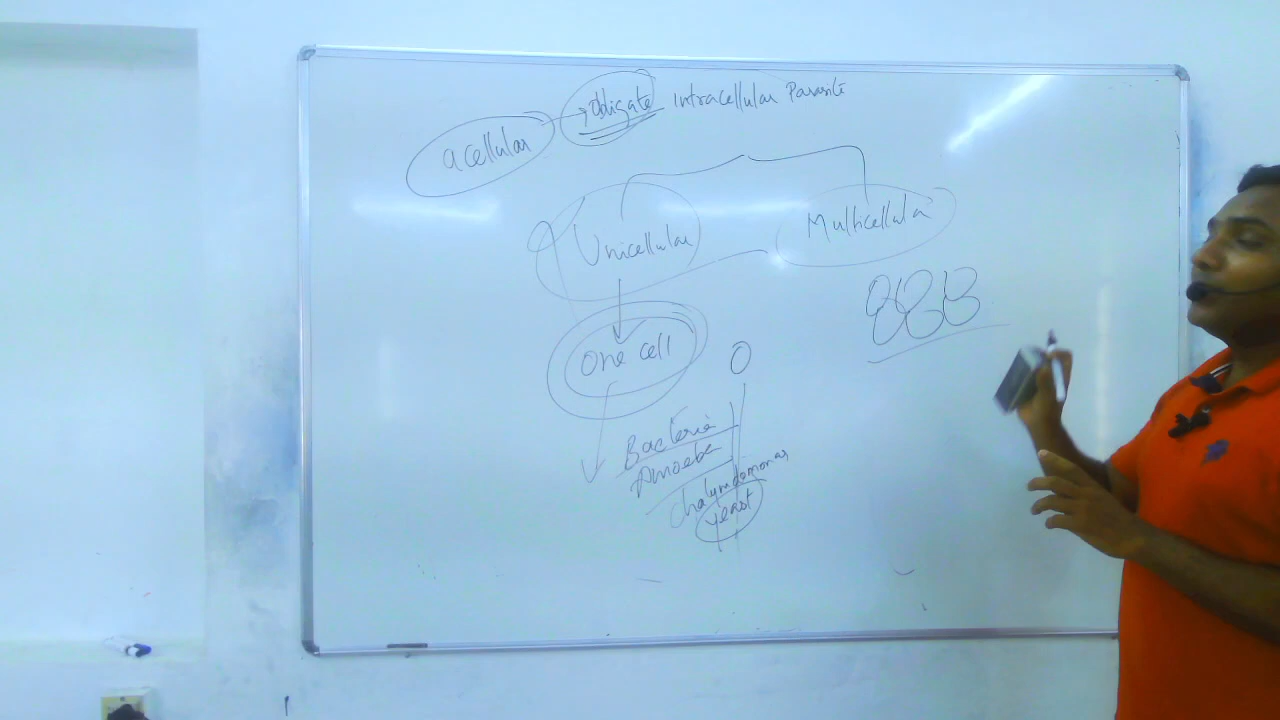 acellular → obligate Intracellular Parasite
Unicellular
Multicellular
One cell
Bacteria
Amoeba
Chalymdomonas
yeast